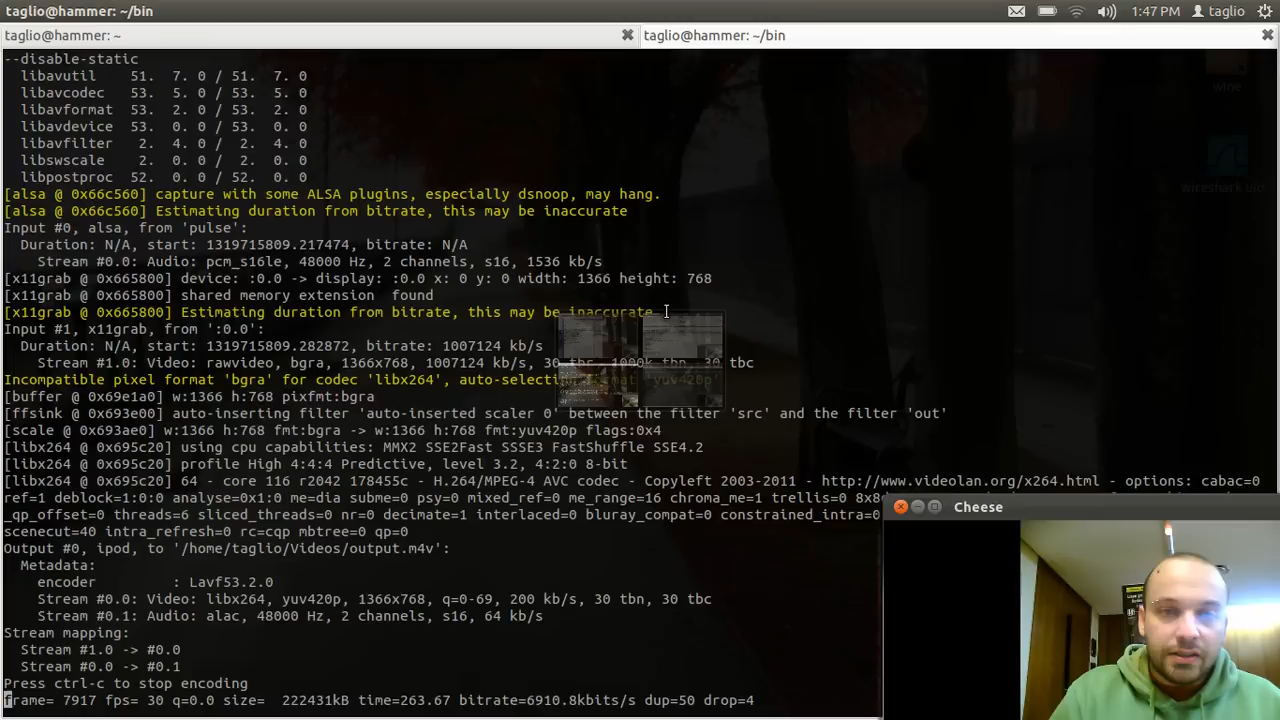 taglio@hammer: ~/bin
1:47 PM
taglio
taglio@hammer: ~
taglio@hammer: ~/bin
--disable-static
libavutil 51. 7. 0 / 51. 7. 0
libavcodec 53. 5. 0 / 53. 5. 0
libavformat 53. 2. 0 / 53. 2. 0
libavdevice 53. 0. 0 / 53. 0. 0
libavfilter 2. 4. 0 / 2. 4. 0
libswscale 2. 0. 0 / 2. 0. 0
libpostproc 52. 0. 0 / 52. 0. 0
wine
wireshark uid
[alsa @ 0x66c560] capture with some ALSA plugins, especially dsnoop, may hang.
[alsa @ 0x66c560] Estimating duration from bitrate, this may be inaccurate
Input #0, alsa, from 'pulse':
Duration: N/A, start: 1319715809.217474, bitrate: N/A
Stream #0.0: Audio: pcm_s16le, 48000 Hz, 2 channels, s16, 1536 kb/s
[x11grab @ 0x665800] device: :0.0 -> display: :0.0 x: 0 y: 0 width: 1366 height: 768
[x11grab @ 0x665800] shared memory extension found
[x11grab @ 0x665800] Estimating duration from bitrate, this may be inaccurate
Input #1, x11grab, from ':0.0':
Duration: N/A, start: 1319715809.282872, bitrate: 1007124 kb/s
Stream #1.0: Video: rawvideo, bgra, 1366x768, 1007124 kb/s, 30 tbr, 1000k tbn, 30 tbc
Incompatible pixel format 'bgra' for codec 'libx264', auto-selecting format 'yuv420p'
[buffer @ 0x69e1a0] w:1366 h:768 pixfmt:bgra
[ffsink @ 0x693e00] auto-inserting filter 'auto-inserted scaler 0' between the filter 'src' and the filter 'out'
[scale @ 0x693ae0] w:1366 h:768 fmt:bgra -> w:1366 h:768 fmt:yuv420p flags:0x4
[libx264 @ 0x695c20] using cpu capabilities: MMX2 SSE2Fast SSSE3 FastShuffle SSE4.2
[libx264 @ 0x695c20] profile High 4:4:4 Predictive, level 3.2, 4:2:0 8-bit
[libx264 @ 0x695c20] 64 - core 116 r2042 178455c - H.264/MPEG-4 AVC codec - Copyleft 2003-2011 - http://www.videolan.org/x264.html - options: cabac=0
ref=1 deblock=1:0:0 analyse=0x1:0 me=dia subme=0 psy=0 mixed_ref=0 me_range=16 chroma_me=1 trellis=0 8x8d
_qp_offset=0 threads=6 sliced_threads=0 nr=0 decimate=1 interlaced=0 bluray_compat=0 constrained_intra=0
scenecut=40 intra_refresh=0 rc=cqp mbtree=0 qp=0
Output #0, ipod, to '/home/taglio/Videos/output.m4v':
Metadata:
encoder : Lavf53.2.0
Stream #0.0: Video: libx264, yuv420p, 1366x768, q=0-69, 200 kb/s, 30 tbn, 30 tbc
Stream #0.1: Audio: alac, 48000 Hz, 2 channels, s16, 64 kb/s
Stream mapping:
Stream #1.0 -> #0.0
Stream #0.0 -> #0.1
Press ctrl-c to stop encoding
frame= 7917 fps= 30 q=0.0 size= 222431kB time=263.67 bitrate=6910.8kbits/s dup=50 drop=4
Cheese